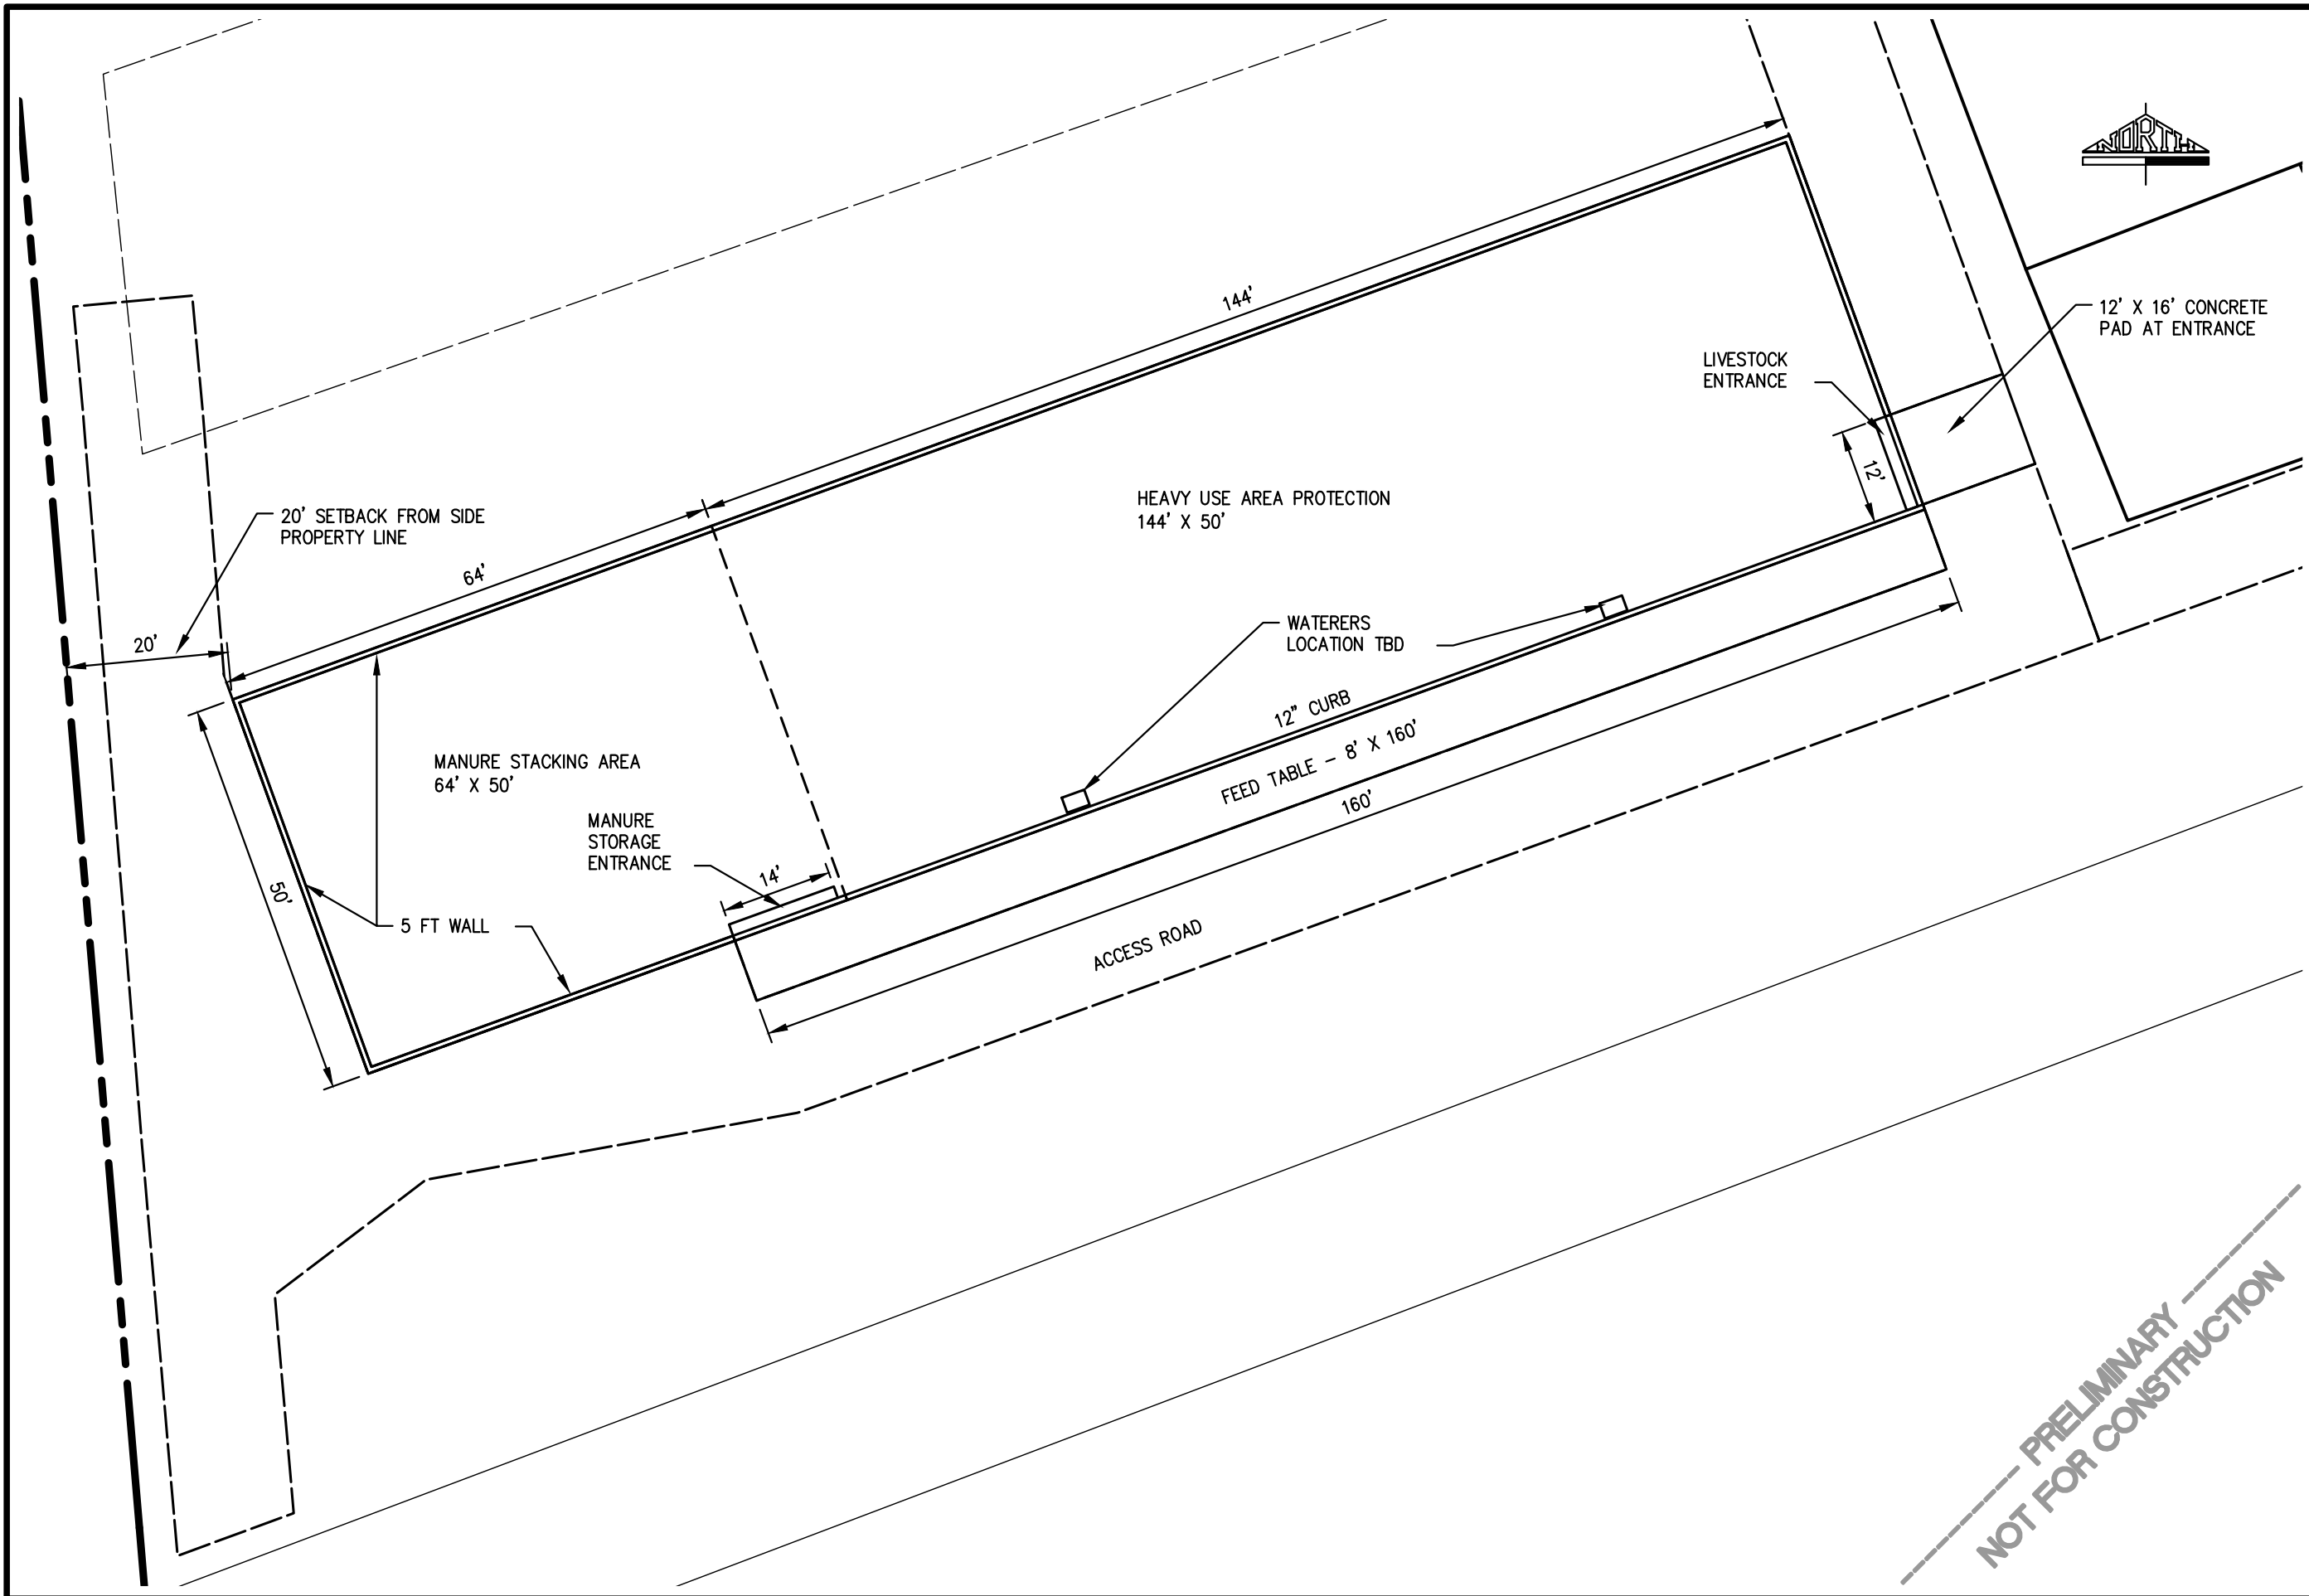 NORTH
144'
12' X 16' CONCRETE
PAD AT ENTRANCE
LIVESTOCK
ENTRANCE
12'
HEAVY USE AREA PROTECTION
144' X 50'
20' SETBACK FROM SIDE
PROPERTY LINE
64'
20'
WATERERS
LOCATION TBD
12" CURB
FEED TABLE - 8' X 160'
160'
MANURE STACKING AREA
64' X 50'
MANURE
STORAGE
ENTRANCE
14'
50'
5 FT WALL
ACCESS ROAD
PRELIMINARY
NOT FOR CONSTRUCTION